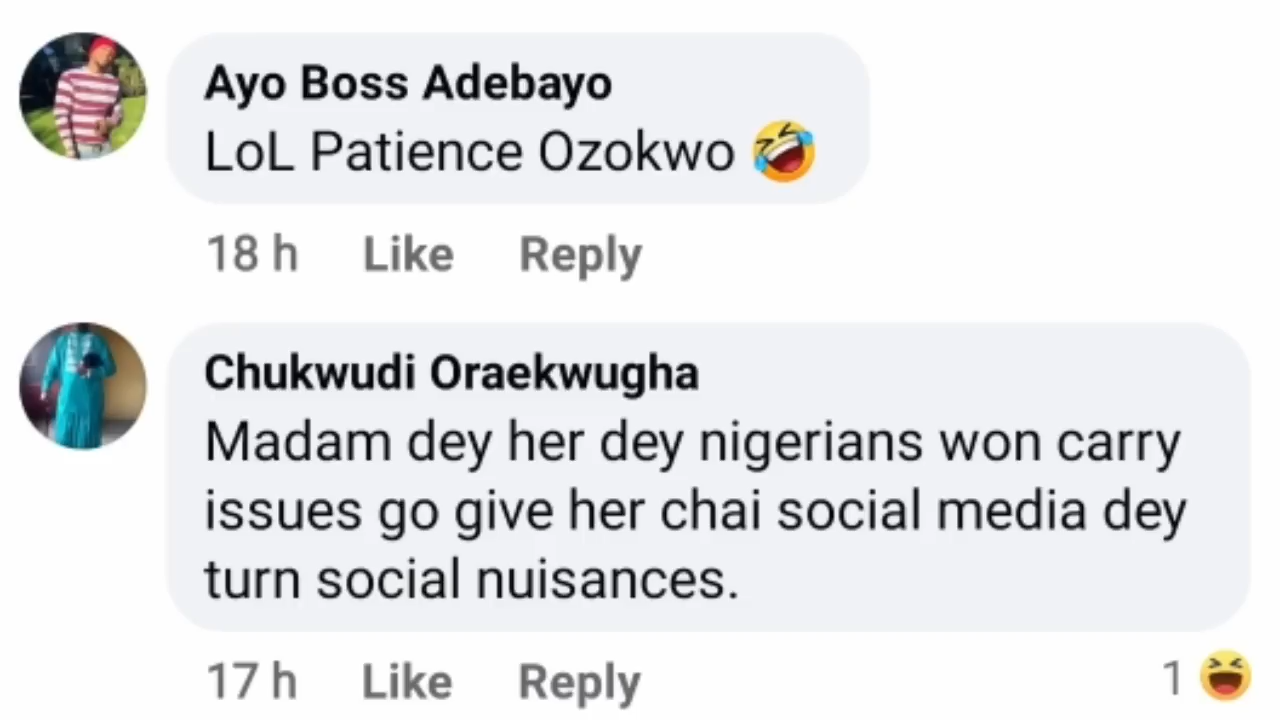 Ayo Boss Adebayo
LoL Patience Ozokwo 🤣
18 h Like Reply
Chukwudi Oraekwugha
Madam dey her dey nigerians won carry
issues go give her chai social media dey
turn social nuisances.
17 h Like Reply 1 😆